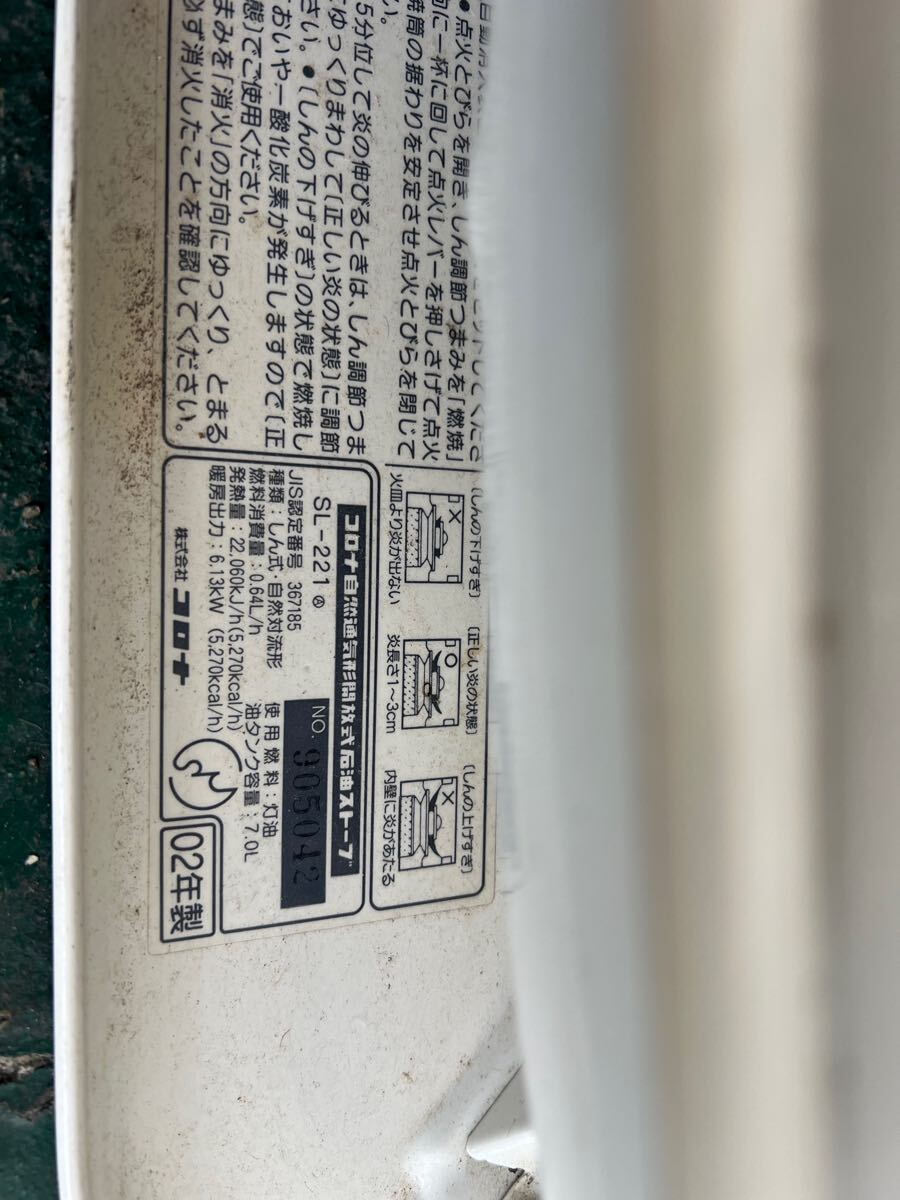 ●点火とびらを開き、しん調節つまみを「燃焼」
向に一杯に回して点火レバーを押しさげて点火
焼筒の据わりを安定させ点火とびらを閉じて
い。
5分位して炎の伸びるときは、しん調節つま
ゆっくりまわして〔正しい炎の状態〕に調節
さい。●〔しんの下げすぎ〕の状態で燃焼し
おいや一酸化炭素が発生しますので〔正
態〕でご使用ください。
まみを「消火」の方向にゆっくり、とまる
必ず消火したことを確認してください。
〔しんの下げすぎ〕
×
火皿より炎が出ない
〔正しい炎の状態〕
○
炎長さ1〜3cm
〔しんの上げすぎ〕
×
内壁に炎があたる
コロナ自然通気形開放式石油ストーブ
SL-221Ⓐ
NO. 905042
JIS認定番号 367185
種類:しん式・自然対流形 使用燃料:灯油
燃料消費量:0.64L/h 油タンク容量:7.0L
発熱量:22,060kJ/h(5,270kcal/h)
暖房出力:6.13kW (5,270kcal/h)
株式会社 コロナ
02年製